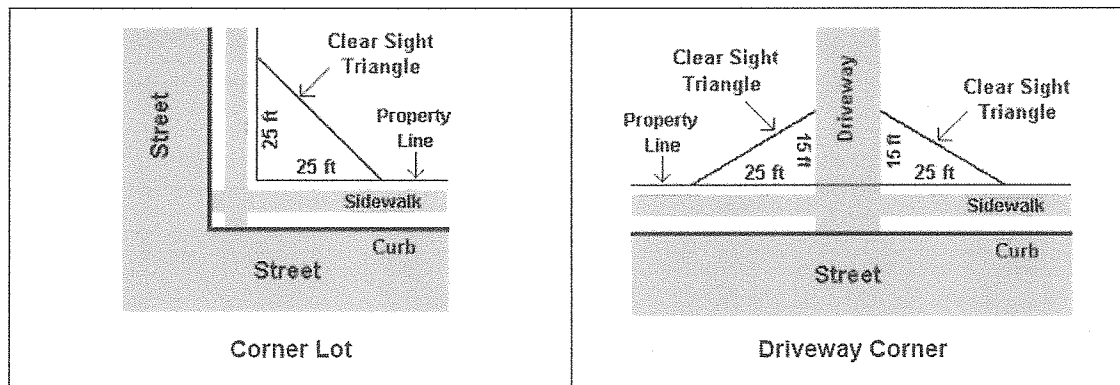 Clear Sight
Triangle
Street
25 ft
25 ft
Property
Line
Sidewalk
Curb
Street
Corner Lot
Clear Sight
Triangle
Driveway
Clear Sight
Triangle
Property
Line
25 ft
15 ft
15 ft
25 ft
Sidewalk
Curb
Street
Driveway Corner